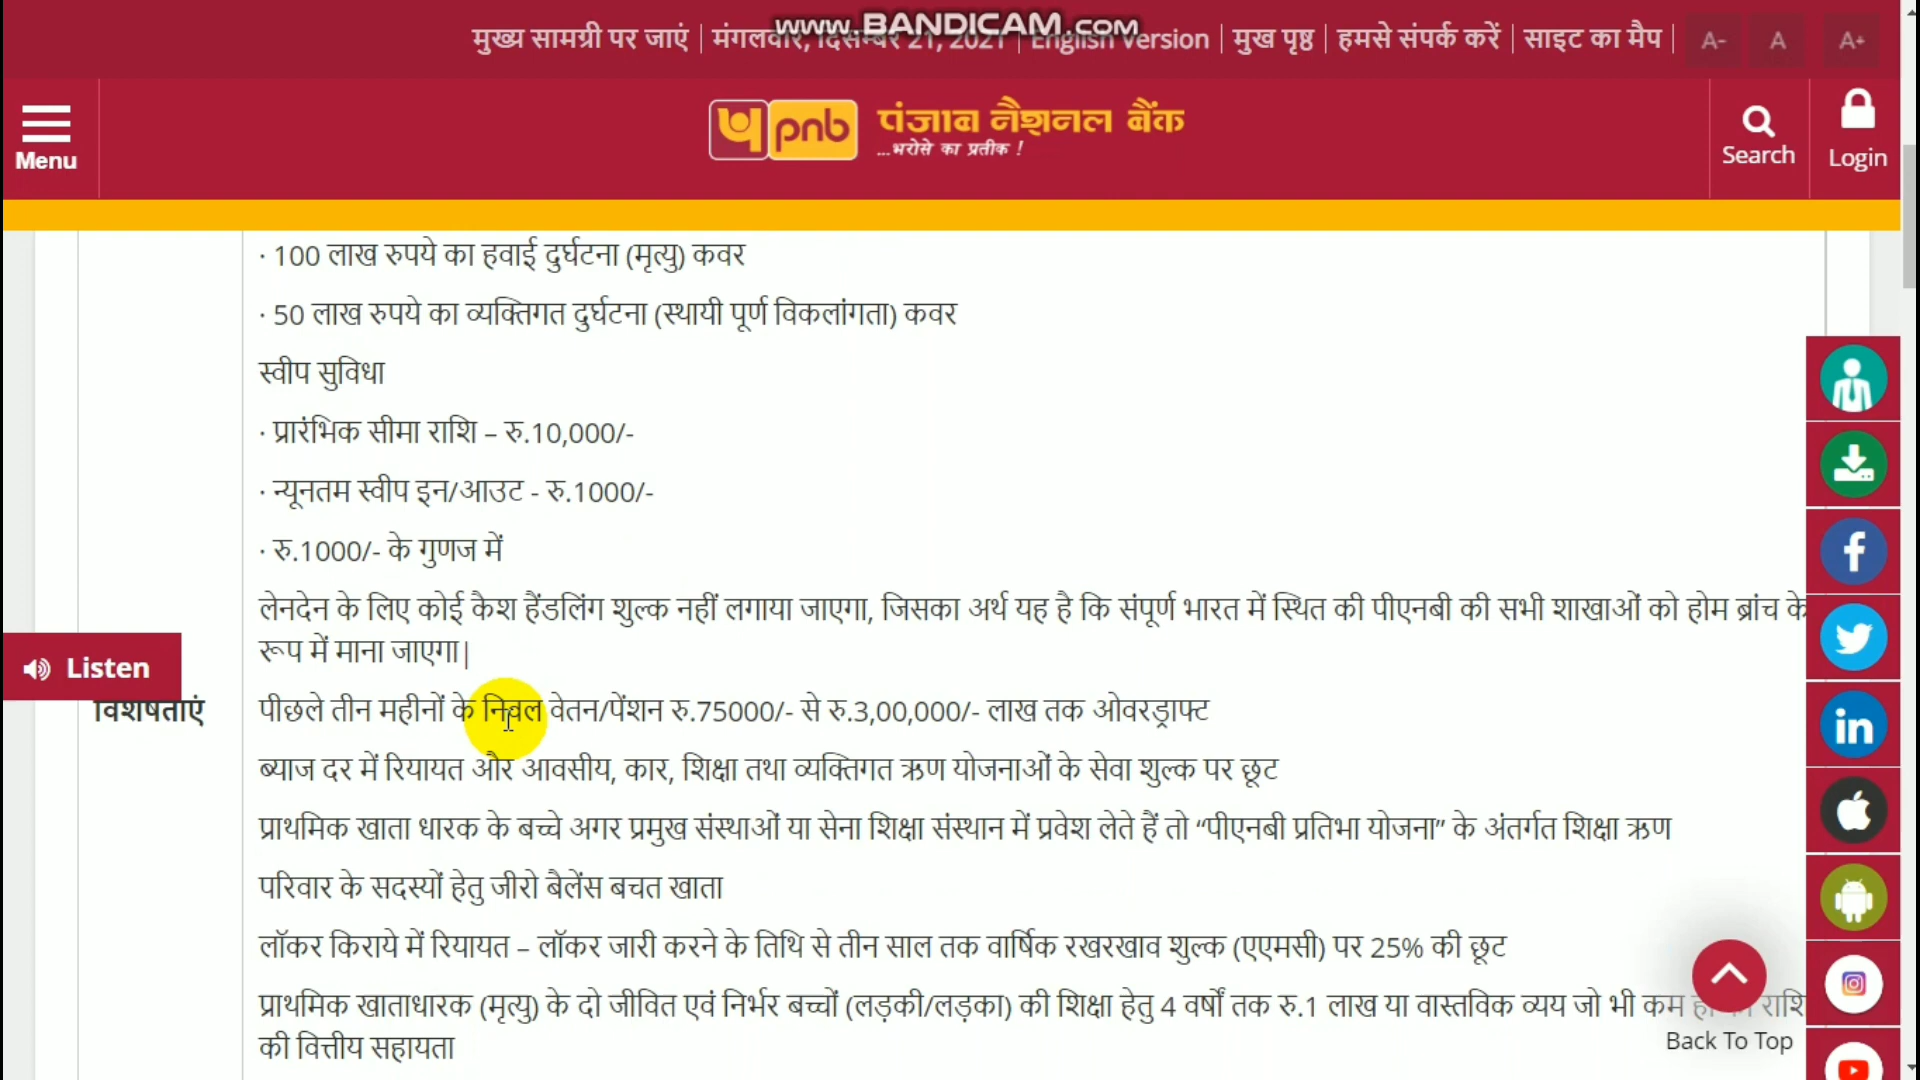 www.BANDICAM.com
मुख्य सामग्री पर जाएं | मंगलवार, दिसम्बर 21, 2021 | English Version | मुख पृष्ठ | हमसे संपर्क करें | साइट का मैप | A- A A+
Menu
प pnb पंजाब नैशनल बैंक
...भरोसे का प्रतीक !
Search
Login
· 100 लाख रुपये का हवाई दुर्घटना (मृत्यु) कवर
· 50 लाख रुपये का व्यक्तिगत दुर्घटना (स्थायी पूर्ण विकलांगता) कवर
स्वीप सुविधा
· प्रारंभिक सीमा राशि – रु.10,000/-
· न्यूनतम स्वीप इन/आउट - रु.1000/-
· रु.1000/- के गुणज में
लेनदेन के लिए कोई कैश हैंडलिंग शुल्क नहीं लगाया जाएगा, जिसका अर्थ यह है कि संपूर्ण भारत में स्थित की पीएनबी की सभी शाखाओं को होम ब्रांच के
रूप में माना जाएगा|
Listen
विशेषताएं
पीछले तीन महीनों के निवल वेतन/पेंशन रु.75000/- से रु.3,00,000/- लाख तक ओवरड्राफ्ट
ब्याज दर में रियायत और आवसीय, कार, शिक्षा तथा व्यक्तिगत ऋण योजनाओं के सेवा शुल्क पर छूट
प्राथमिक खाता धारक के बच्चे अगर प्रमुख संस्थाओं या सेना शिक्षा संस्थान में प्रवेश लेते हैं तो “पीएनबी प्रतिभा योजना” के अंतर्गत शिक्षा ऋण
परिवार के सदस्यों हेतु जीरो बैलेंस बचत खाता
लॉकर किराये में रियायत – लॉकर जारी करने के तिथि से तीन साल तक वार्षिक रखरखाव शुल्क (एएमसी) पर 25% की छूट
प्राथमिक खाताधारक (मृत्यु) के दो जीवित एवं निर्भर बच्चों (लड़की/लड़का) की शिक्षा हेतु 4 वर्षों तक रु.1 लाख या वास्तविक व्यय जो भी कम राशि
की वित्तीय सहायता
Back To Top